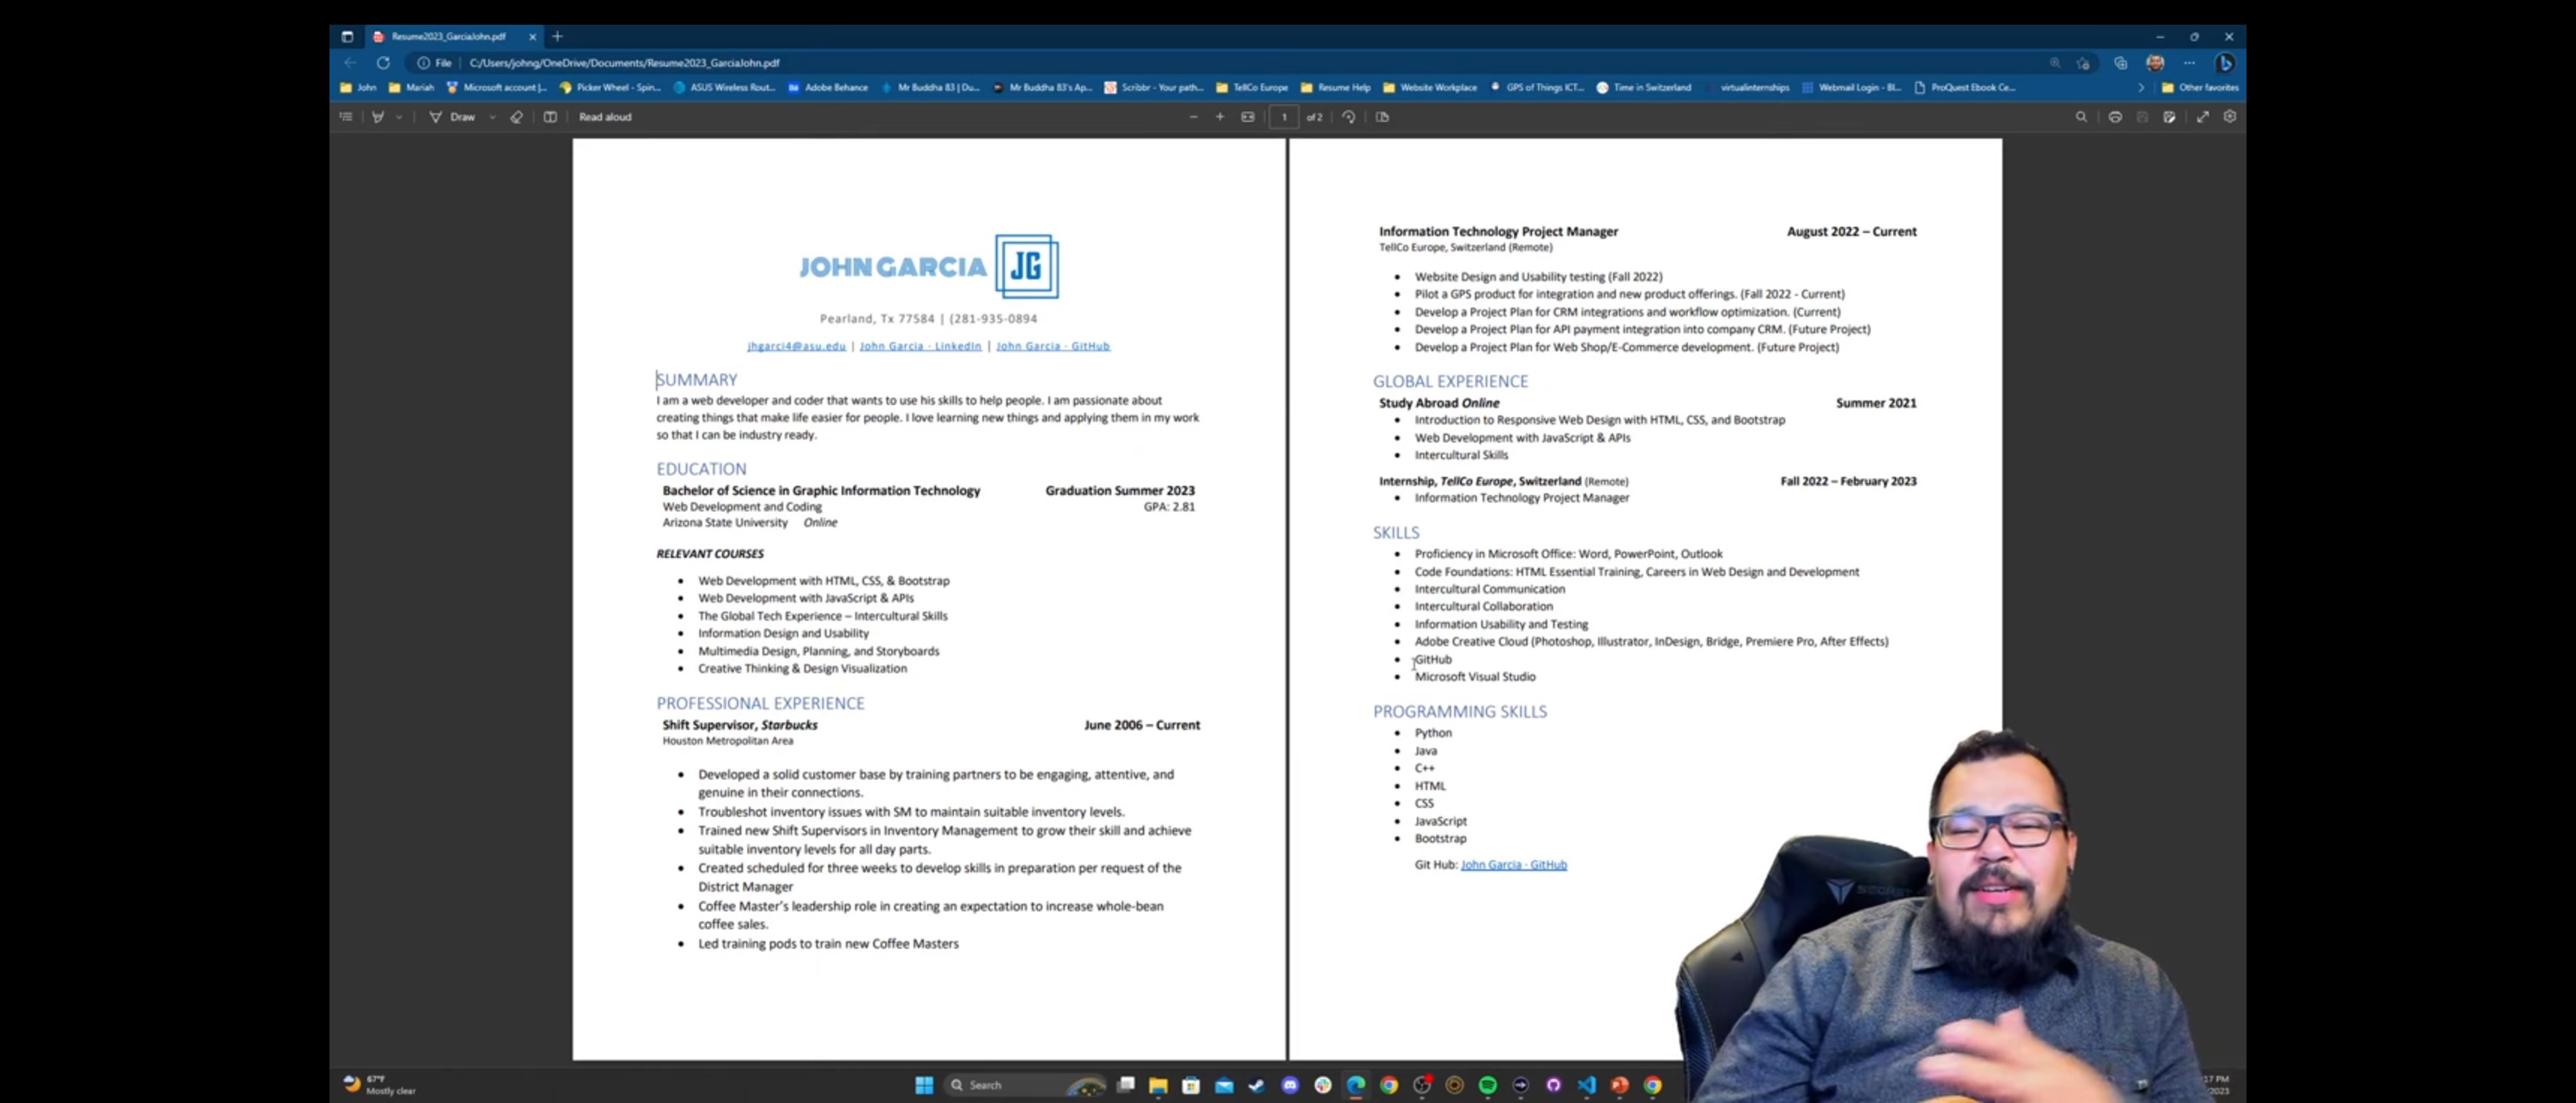 Resume2023_GarciaJohn.pdf
File C:/Users/johng/OneDrive/Documents/Resume2023_GarciaJohn.pdf
John Mariah Microsoft account |... Picker Wheel - Spin... ASUS Wireless Rout... Adobe Behance Mr Buddha 83 | Du... Mr Buddha 83's Ap... Scribbr - Your path... TellCo Europe Resume Help Website Workplace GPS of Things ICT... Time in Switzerland virtualinternships Webmail Login - Bl... ProQuest Ebook Ce... Other favorites
Draw Read aloud 1 of 2
JOHN GARCIA JG
Pearland, Tx 77584 | (281-935-0894
jhgarci4@asu.edu | John Garcia - LinkedIn | John Garcia - GitHub
SUMMARY
I am a web developer and coder that wants to use his skills to help people. I am passionate about
creating things that make life easier for people. I love learning new things and applying them in my work
so that I can be industry ready.
EDUCATION
Bachelor of Science in Graphic Information Technology Graduation Summer 2023
Web Development and Coding GPA: 2.81
Arizona State University Online
RELEVANT COURSES
• Web Development with HTML, CSS, & Bootstrap
• Web Development with JavaScript & APIs
• The Global Tech Experience – Intercultural Skills
• Information Design and Usability
• Multimedia Design, Planning, and Storyboards
• Creative Thinking & Design Visualization
PROFESSIONAL EXPERIENCE
Shift Supervisor, Starbucks June 2006 – Current
Houston Metropolitan Area
• Developed a solid customer base by training partners to be engaging, attentive, and
genuine in their connections.
• Troubleshot inventory issues with SM to maintain suitable inventory levels.
• Trained new Shift Supervisors in Inventory Management to grow their skill and achieve
suitable inventory levels for all day parts.
• Created scheduled for three weeks to develop skills in preparation per request of the
District Manager
• Coffee Master's leadership role in creating an expectation to increase whole-bean
coffee sales.
• Led training pods to train new Coffee Masters
Information Technology Project Manager August 2022 – Current
TellCo Europe, Switzerland (Remote)
• Website Design and Usability testing (Fall 2022)
• Pilot a GPS product for integration and new product offerings. (Fall 2022 - Current)
• Develop a Project Plan for CRM integrations and workflow optimization. (Current)
• Develop a Project Plan for API payment integration into company CRM. (Future Project)
• Develop a Project Plan for Web Shop/E-Commerce development. (Future Project)
GLOBAL EXPERIENCE
Study Abroad Online Summer 2021
• Introduction to Responsive Web Design with HTML, CSS, and Bootstrap
• Web Development with JavaScript & APIs
• Intercultural Skills
Internship, TellCo Europe, Switzerland (Remote) Fall 2022 – February 2023
• Information Technology Project Manager
SKILLS
• Proficiency in Microsoft Office: Word, PowerPoint, Outlook
• Code Foundations: HTML Essential Training, Careers in Web Design and Development
• Intercultural Communication
• Intercultural Collaboration
• Information Usability and Testing
• Adobe Creative Cloud (Photoshop, Illustrator, InDesign, Bridge, Premiere Pro, After Effects)
• GitHub
• Microsoft Visual Studio
PROGRAMMING SKILLS
• Python
• Java
• C++
• HTML
• CSS
• JavaScript
• Bootstrap
Git Hub: John Garcia - GitHub
67°F
Mostly clear
Search
17 PM
2023